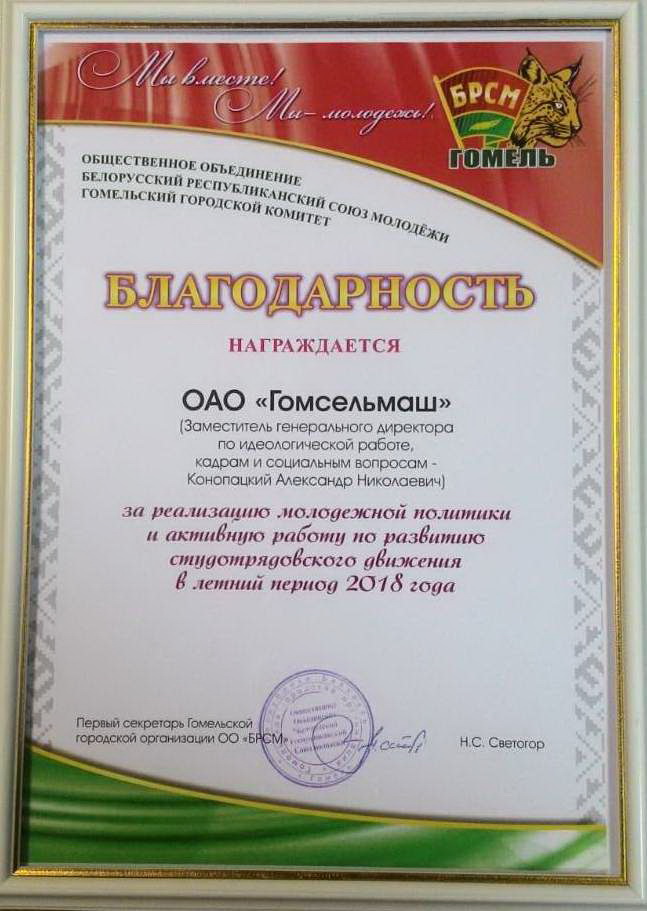 Мы вместе!
Мы - молодежь!
БРСМ
ГОМЕЛЬ
ОБЩЕСТВЕННОЕ ОБЪЕДИНЕНИЕ
БЕЛОРУССКИЙ РЕСПУБЛИКАНСКИЙ СОЮЗ МОЛОДЁЖИ
ГОМЕЛЬСКИЙ ГОРОДСКОЙ КОМИТЕТ
БЛАГОДАРНОСТЬ
НАГРАЖДАЕТСЯ
ОАО «Гомсельмаш»
(Заместитель генерального директора
по идеологической работе,
кадрам и социальным вопросам -
Конопацкий Александр Николаевич)
за реализацию молодежной политики
и активную работу по развитию
студотрядовского движения
в летний период 2018 года
Первый секретарь Гомельской
городской организации ОО «БРСМ»
Н.С. Светогор